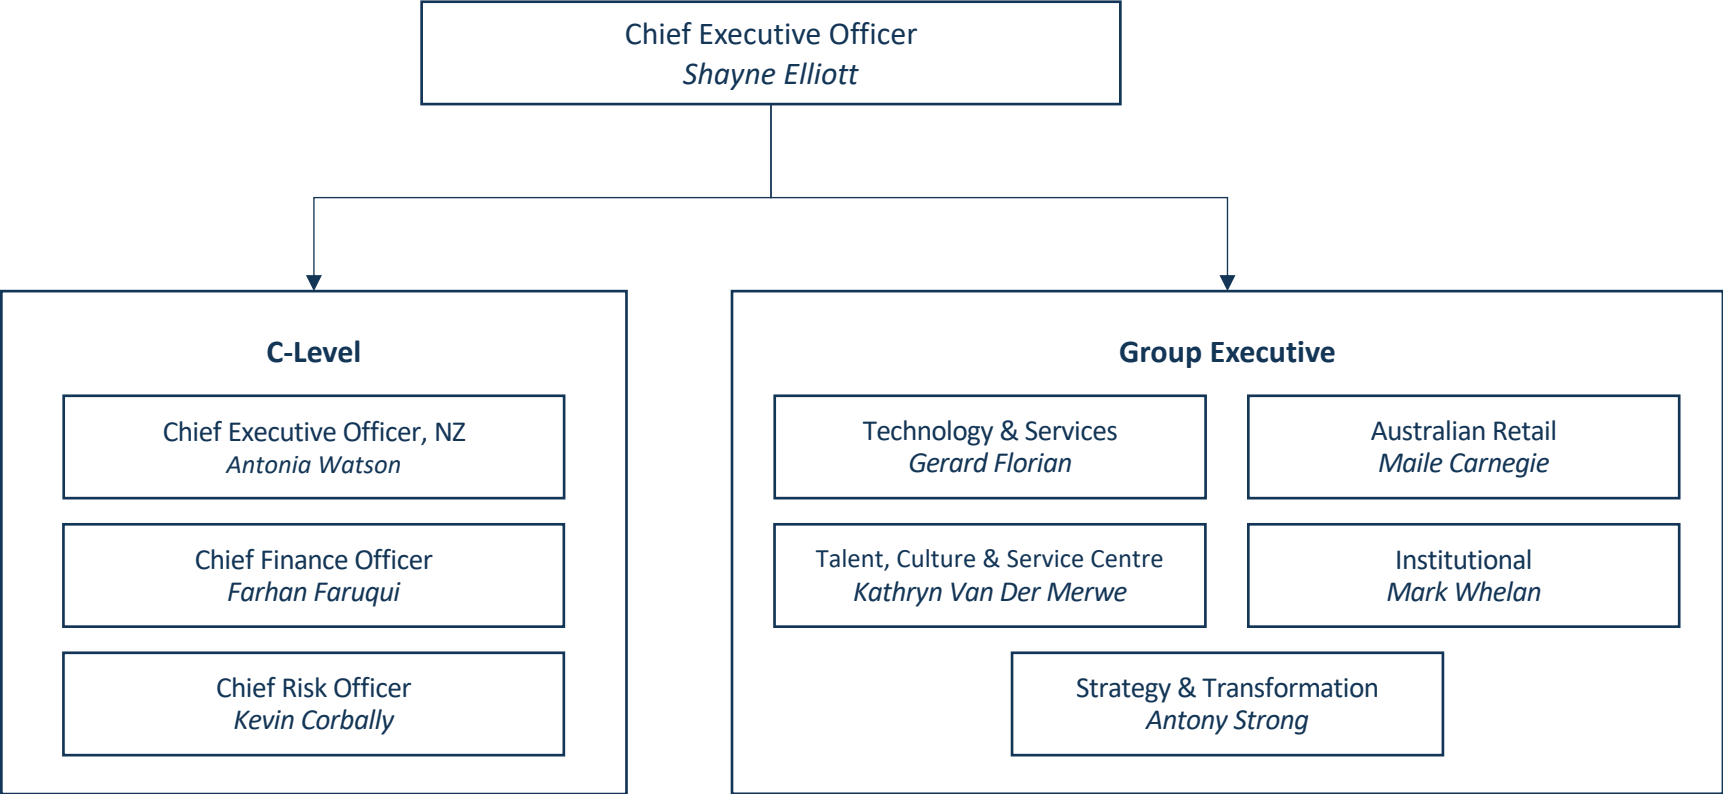 Chief Executive Officer
Shayne Elliott
C-Level
Chief Executive Officer, NZ
Antonia Watson
Chief Finance Officer
Farhan Faruqui
Chief Risk Officer
Kevin Corbally
Group Executive
Technology & Services
Gerard Florian
Australian Retail
Maile Carnegie
Talent, Culture & Service Centre
Kathryn Van Der Merwe
Institutional
Mark Whelan
Strategy & Transformation
Antony Strong